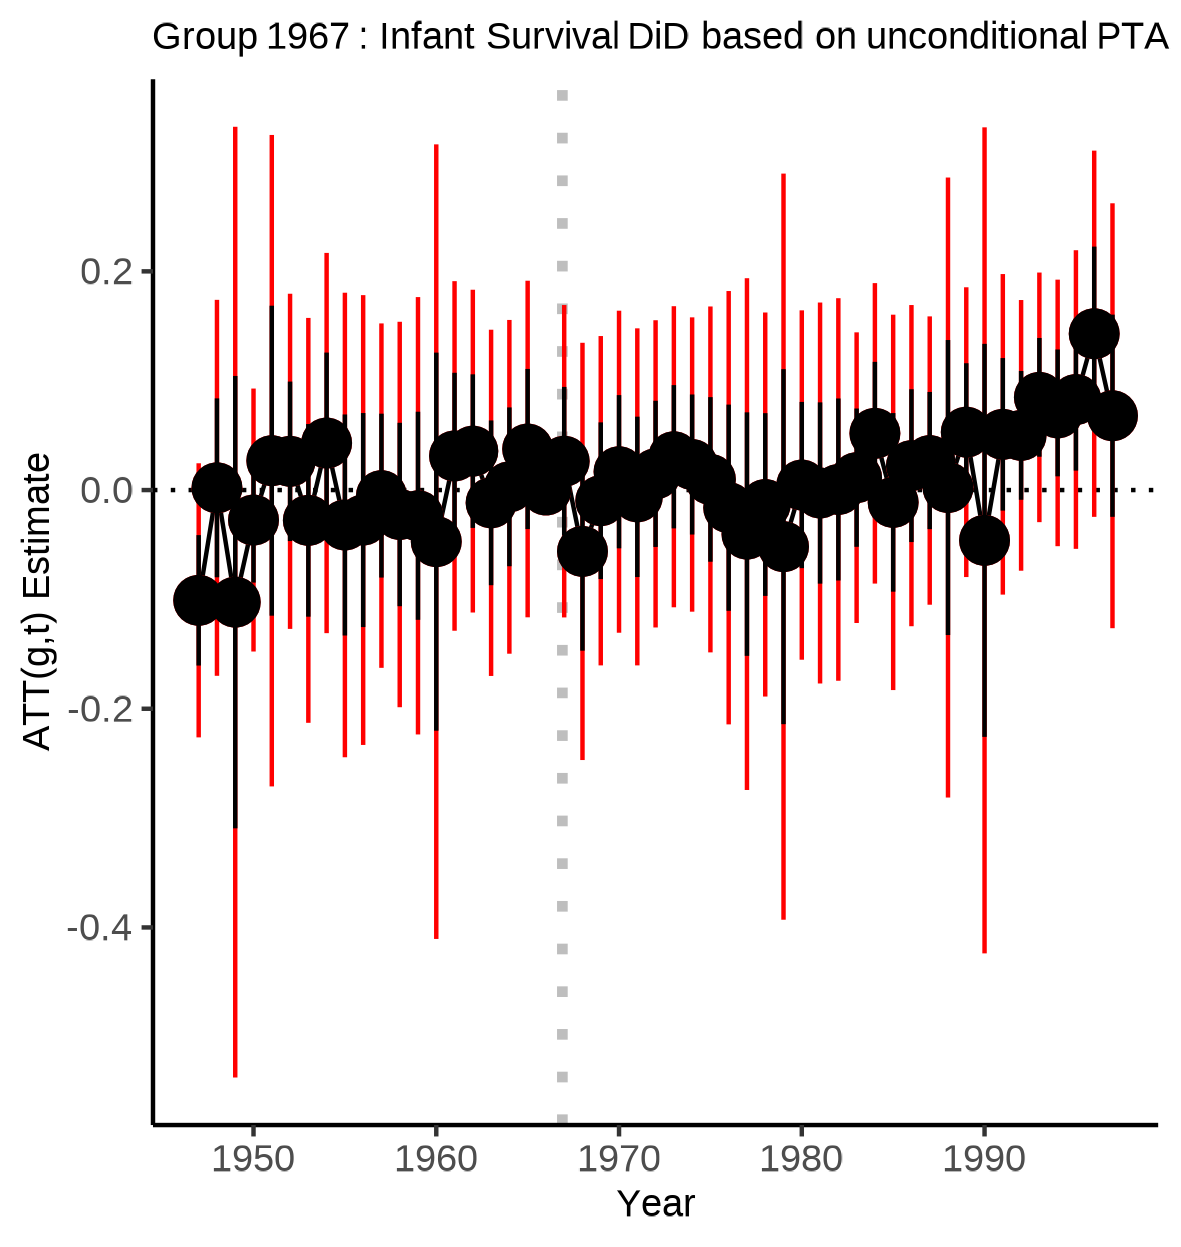 Group 1967 : Infant Survival DiD based on unconditional PTA
ATT(g,t) Estimate
0.2
0.0
-0.2
-0.4
1950 1960 1970 1980 1990
Year